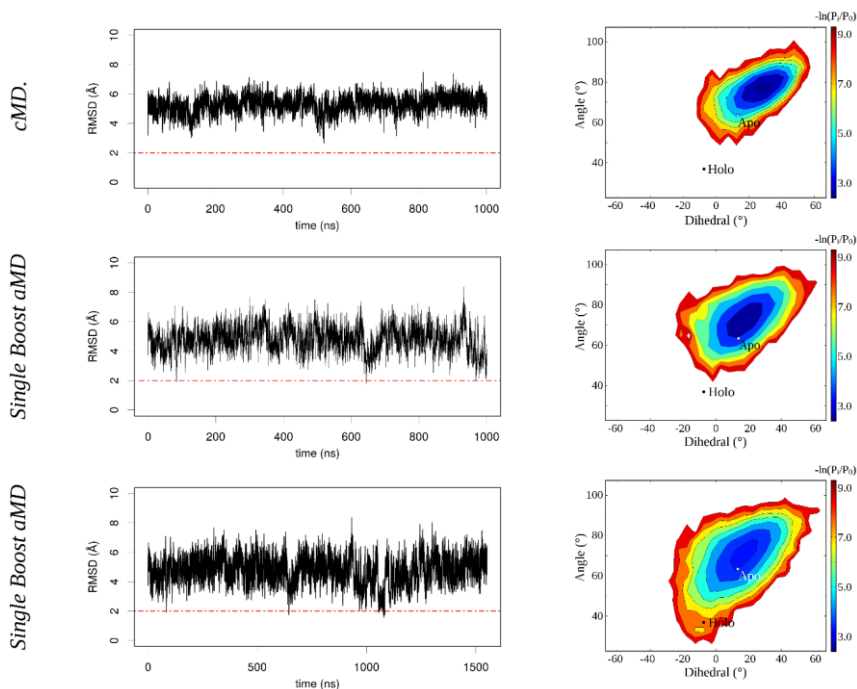 cMD.
RMSD (Å)
10
8
6
4
2
0
0 200 400 600 800 1000
time (ns)
-ln(Pi/P0)
Angle (°)
100
80
60
40
Apo
Holo
-60 -40 -20 0 20 40 60
Dihedral (°)
9.0
7.0
5.0
3.0
Single Boost aMD
RMSD (Å)
10
8
6
4
2
0
0 200 400 600 800 1000
time (ns)
-ln(Pi/P0)
Angle (°)
100
80
60
40
Apo
Holo
-60 -40 -20 0 20 40 60
Dihedral (°)
9.0
7.0
5.0
3.0
Single Boost aMD
RMSD (Å)
10
8
6
4
2
0
0 500 1000 1500
time (ns)
-ln(Pi/P0)
Angle (°)
100
80
60
40
Apo
Holo
-60 -40 -20 0 20 40 60
Dihedral (°)
9.0
7.0
5.0
3.0